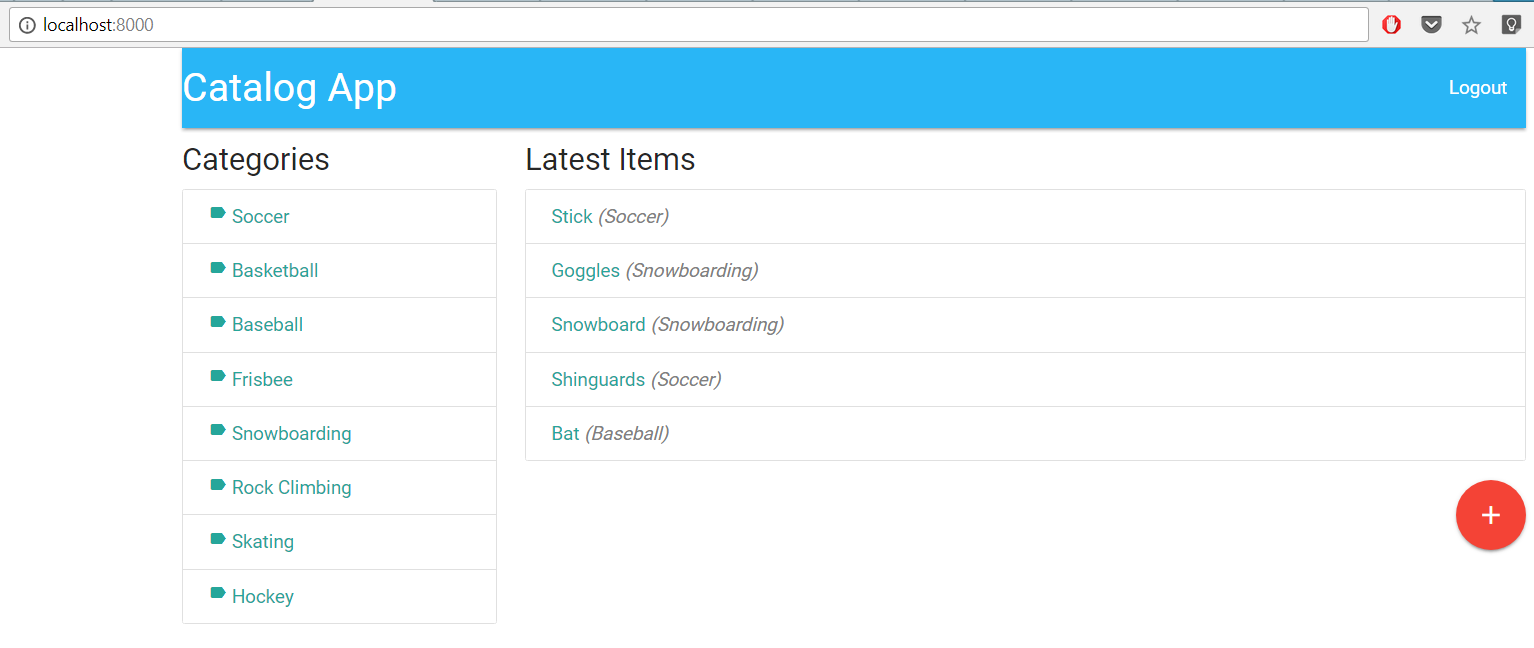 localhost:8000
Catalog App
Logout
Categories
Soccer
Basketball
Baseball
Frisbee
Snowboarding
Rock Climbing
Skating
Hockey
Latest Items
Stick (Soccer)
Goggles (Snowboarding)
Snowboard (Snowboarding)
Shinguards (Soccer)
Bat (Baseball)
+